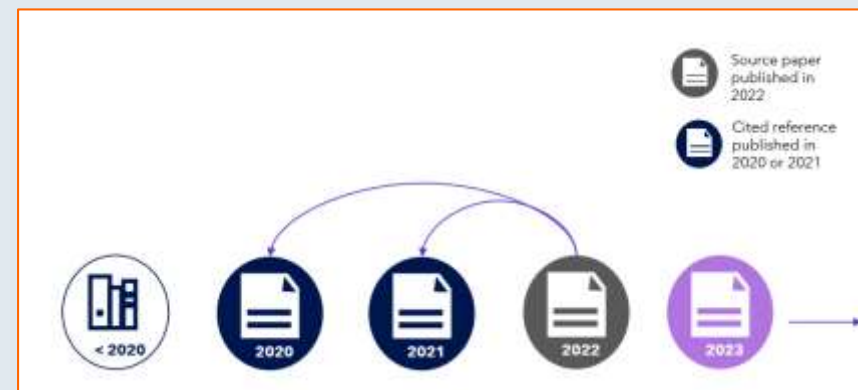 Source paper
published in
2022
Cited reference
published in
2020 or 2021
< 2020
2020
2021
2022
2023